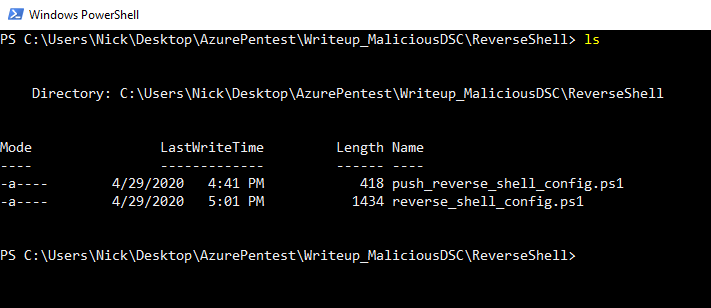 Windows PowerShell
PS C:\Users\Nick\Desktop\AzurePentest\Writeup_MaliciousDSC\ReverseShell> ls
Directory: C:\Users\Nick\Desktop\AzurePentest\Writeup_MaliciousDSC\ReverseShell
Mode                LastWriteTime         Length Name
----                -------------         ------ ----
-a----        4/29/2020   4:41 PM            418 push_reverse_shell_config.ps1
-a----        4/29/2020   5:01 PM           1434 reverse_shell_config.ps1
PS C:\Users\Nick\Desktop\AzurePentest\Writeup_MaliciousDSC\ReverseShell>